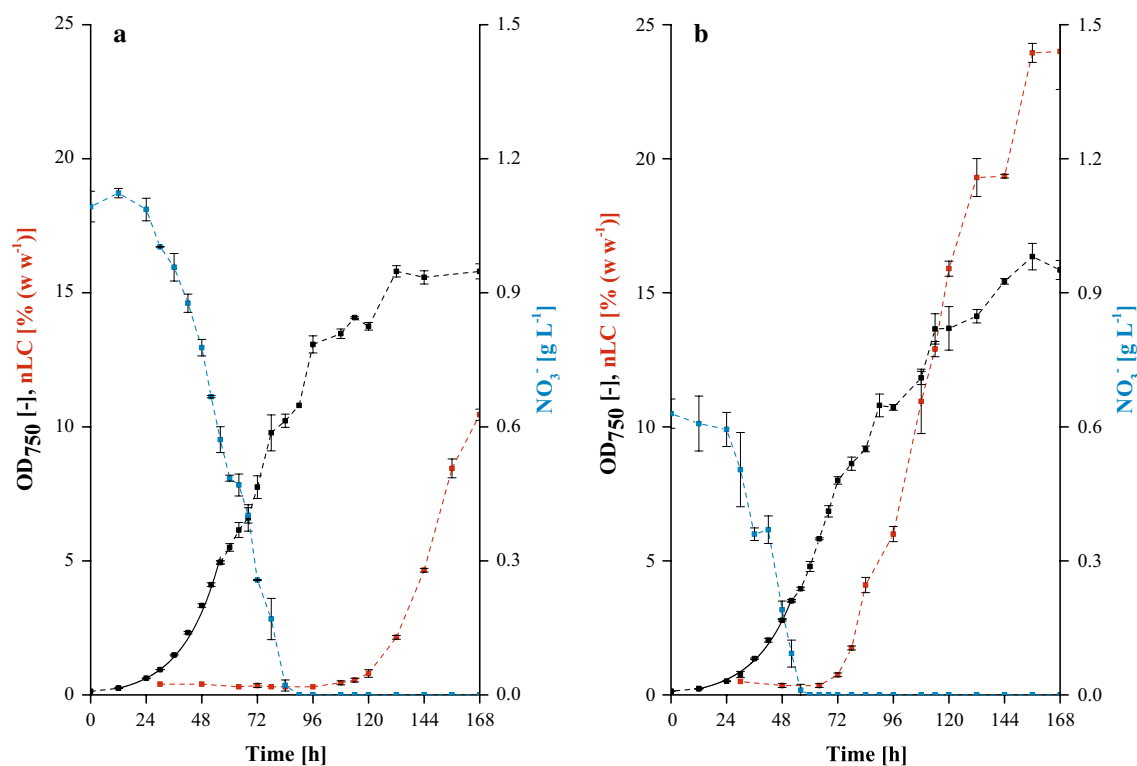 a
25
20
15
10
5
0
1.5
1.2
0.9
0.6
0.3
0.0
0 24 48 72 96 120 144 168
Time [h]
OD750 [-], nLC [% (w w-1)]
NO3- [g L-1]
b
25
20
15
10
5
0
1.5
1.2
0.9
0.6
0.3
0.0
0 24 48 72 96 120 144 168
Time [h]
OD750 [-], nLC [% (w w-1)]
NO3- [g L-1]